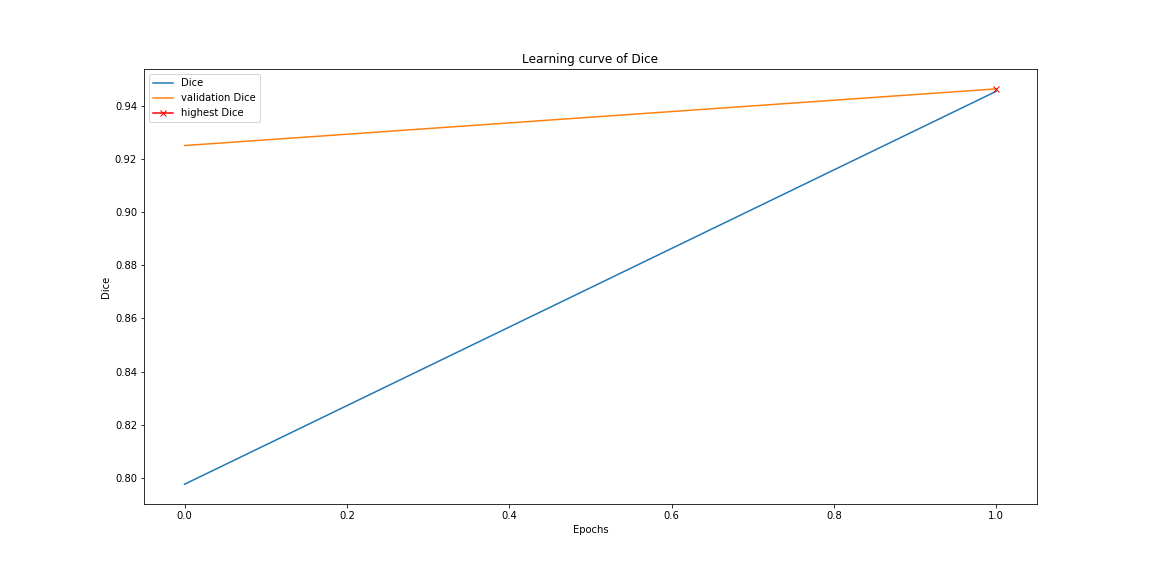 Learning curve of Dice
Dice
validation Dice
highest Dice
0.94
0.92
0.90
0.88
0.86
0.84
0.82
0.80
Dice
0.0 0.2 0.4 0.6 0.8 1.0
Epochs